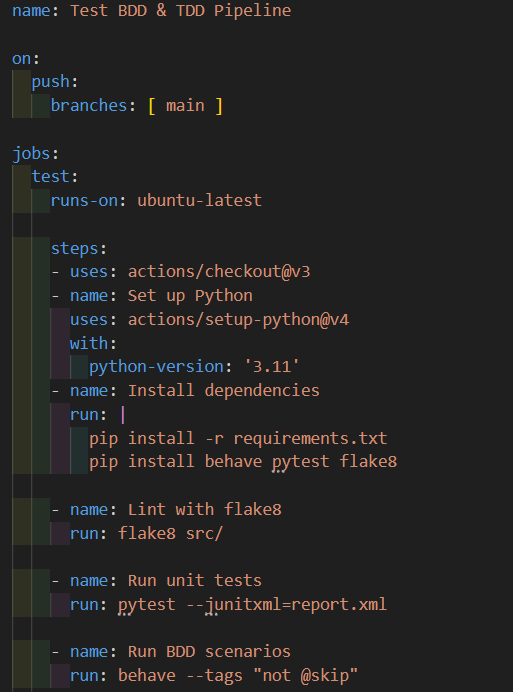 name: Test BDD & TDD Pipeline
on:
push:
branches: [ main ]
jobs:
test:
runs-on: ubuntu-latest
steps:
- uses: actions/checkout@v3
- name: Set up Python
uses: actions/setup-python@v4
with:
python-version: '3.11'
- name: Install dependencies
run: |
pip install -r requirements.txt
pip install behave pytest flake8
- name: Lint with flake8
run: flake8 src/
- name: Run unit tests
run: pytest --junitxml=report.xml
- name: Run BDD scenarios
run: behave --tags "not @skip"